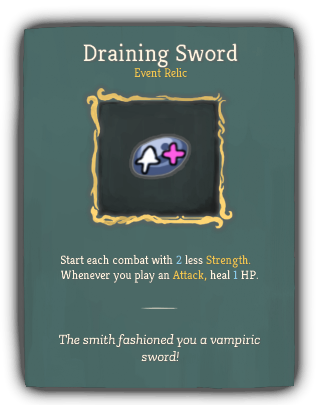 Draining Sword
Event Relic
Start each combat with 2 less Strength.
Whenever you play an Attack, heal 1 HP.
The smith fashioned you a vampiric
sword!